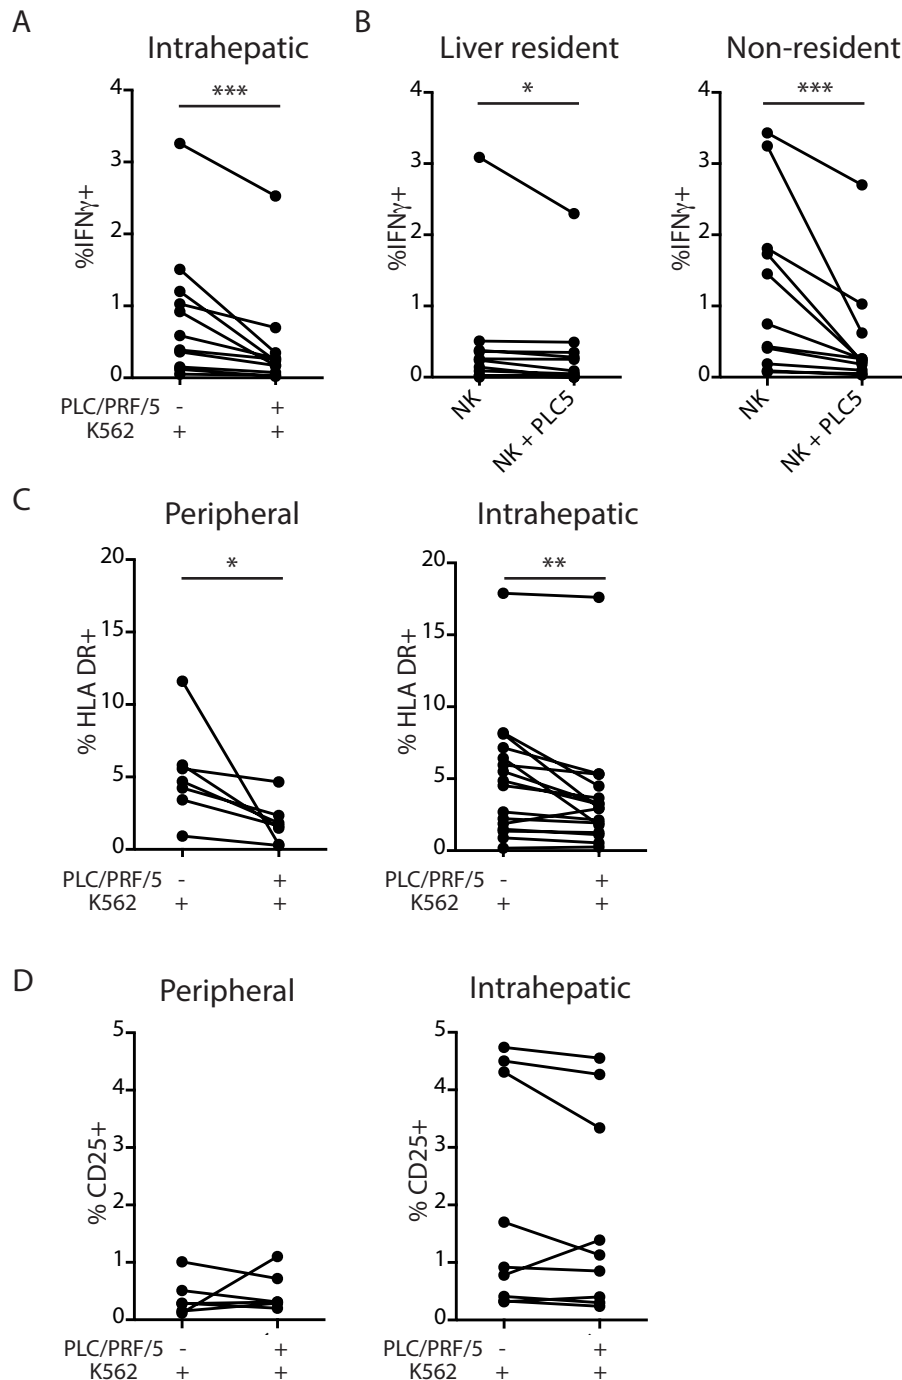 A
Intrahepatic
***
%IFNγ+
4
3
2
1
0
PLC/PRF/5 - +
K562 + +
B
Liver resident
*
%IFNγ+
4
3
2
1
0
NK
NK + PLC5
Non-resident
***
%IFNγ+
4
3
2
1
0
NK
NK + PLC5
C
Peripheral
*
% HLA DR+
20
15
10
5
0
PLC/PRF/5 - +
K562 + +
Intrahepatic
**
% HLA DR+
20
15
10
5
0
PLC/PRF/5 - +
K562 + +
D
Peripheral
% CD25+
5
4
3
2
1
0
PLC/PRF/5 - +
K562 + +
Intrahepatic
% CD25+
5
4
3
2
1
0
PLC/PRF/5 - +
K562 + +